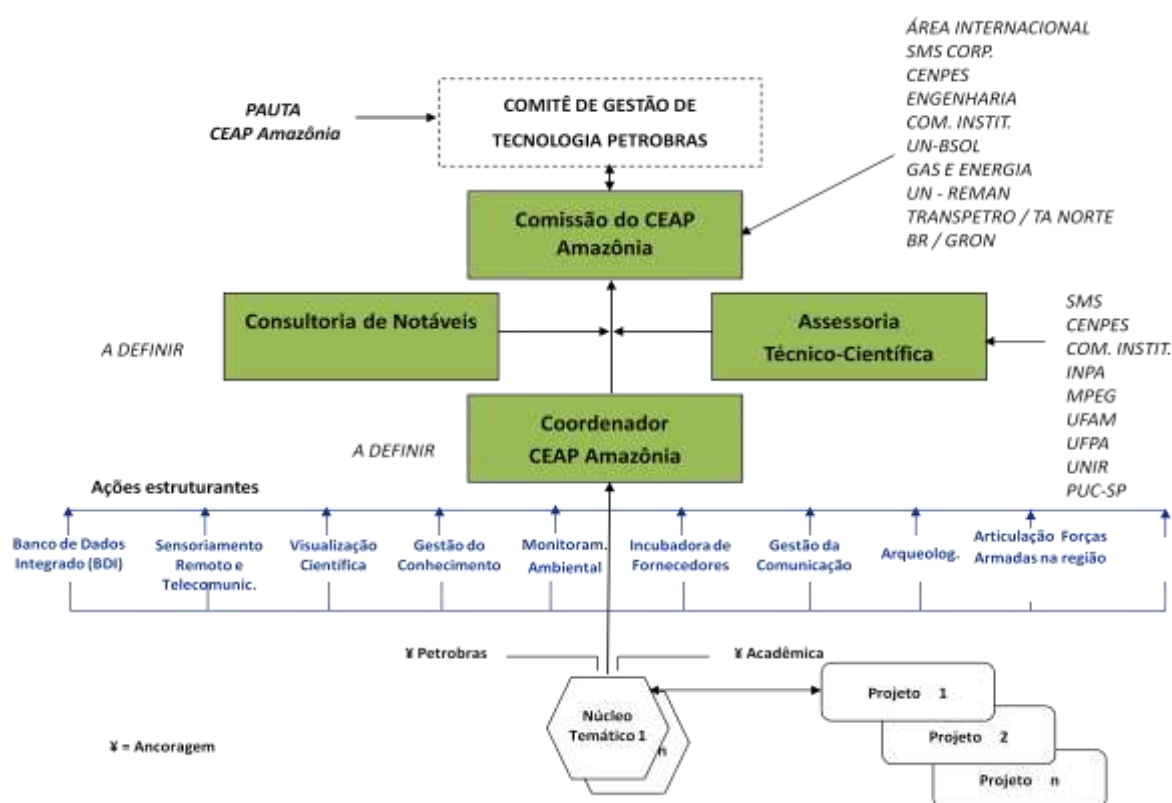 ÁREA INTERNACIONAL
SMS CORP.
CENPES
ENGENHARIA
COM. INSTIT.
UN-BSOL
GAS E ENERGIA
UN - REMAN
TRANSPETRO / TA NORTE
BR / GRON
PAUTA
CEAP Amazônia
COMITÊ DE GESTÃO DE
TECNOLOGIA PETROBRAS
Comissão do CEAP
Amazônia
Consultoria de Notáveis
A DEFINIR
Assessoria
Técnico-Científica
SMS
CENPES
COM. INSTIT.
INPA
MPEG
UFAM
UFPA
UNIR
PUC-SP
Coordenador
CEAP Amazônia
A DEFINIR
Ações estruturantes
Banco de Dados
Integrado (BDI)
Sensoriamento
Remoto e
Telecomunic.
Visualização
Científica
Gestão do
Conhecimento
Monitoram.
Ambiental
Incubadora de
Fornecedores
Gestão da
Comunicação
Arqueolog.
Articulação Forças
Armadas na região
¥ Petrobras
¥ Acadêmica
Núcleo
Temático 1
n
Projeto 1
Projeto 2
Projeto n
¥ = Ancoragem